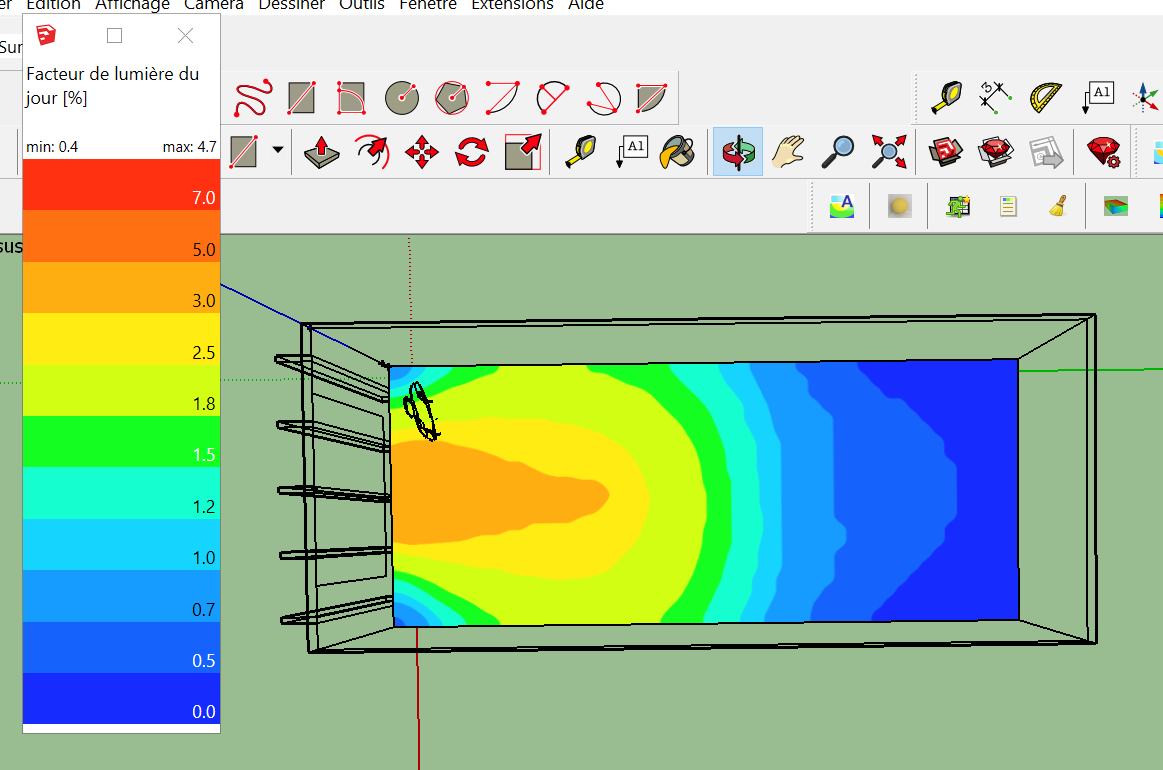 er Edition Affichage Caméra Dessiner Outils Fenêtre Extensions Aide
Sur
Facteur de lumière du
jour [%]
min: 0.4 max: 4.7
7.0
5.0
3.0
2.5
1.8
1.5
1.2
1.0
0.7
0.5
0.0
A1
A1
A
sus
5